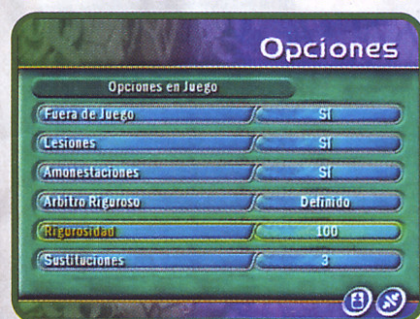 Opciones
Opciones en Juego
Fuera de Juego Sí
Lesiones Sí
Amonestaciones Sí
Arbitro Riguroso Definido
Rigurosidad 100
Sustituciones 3